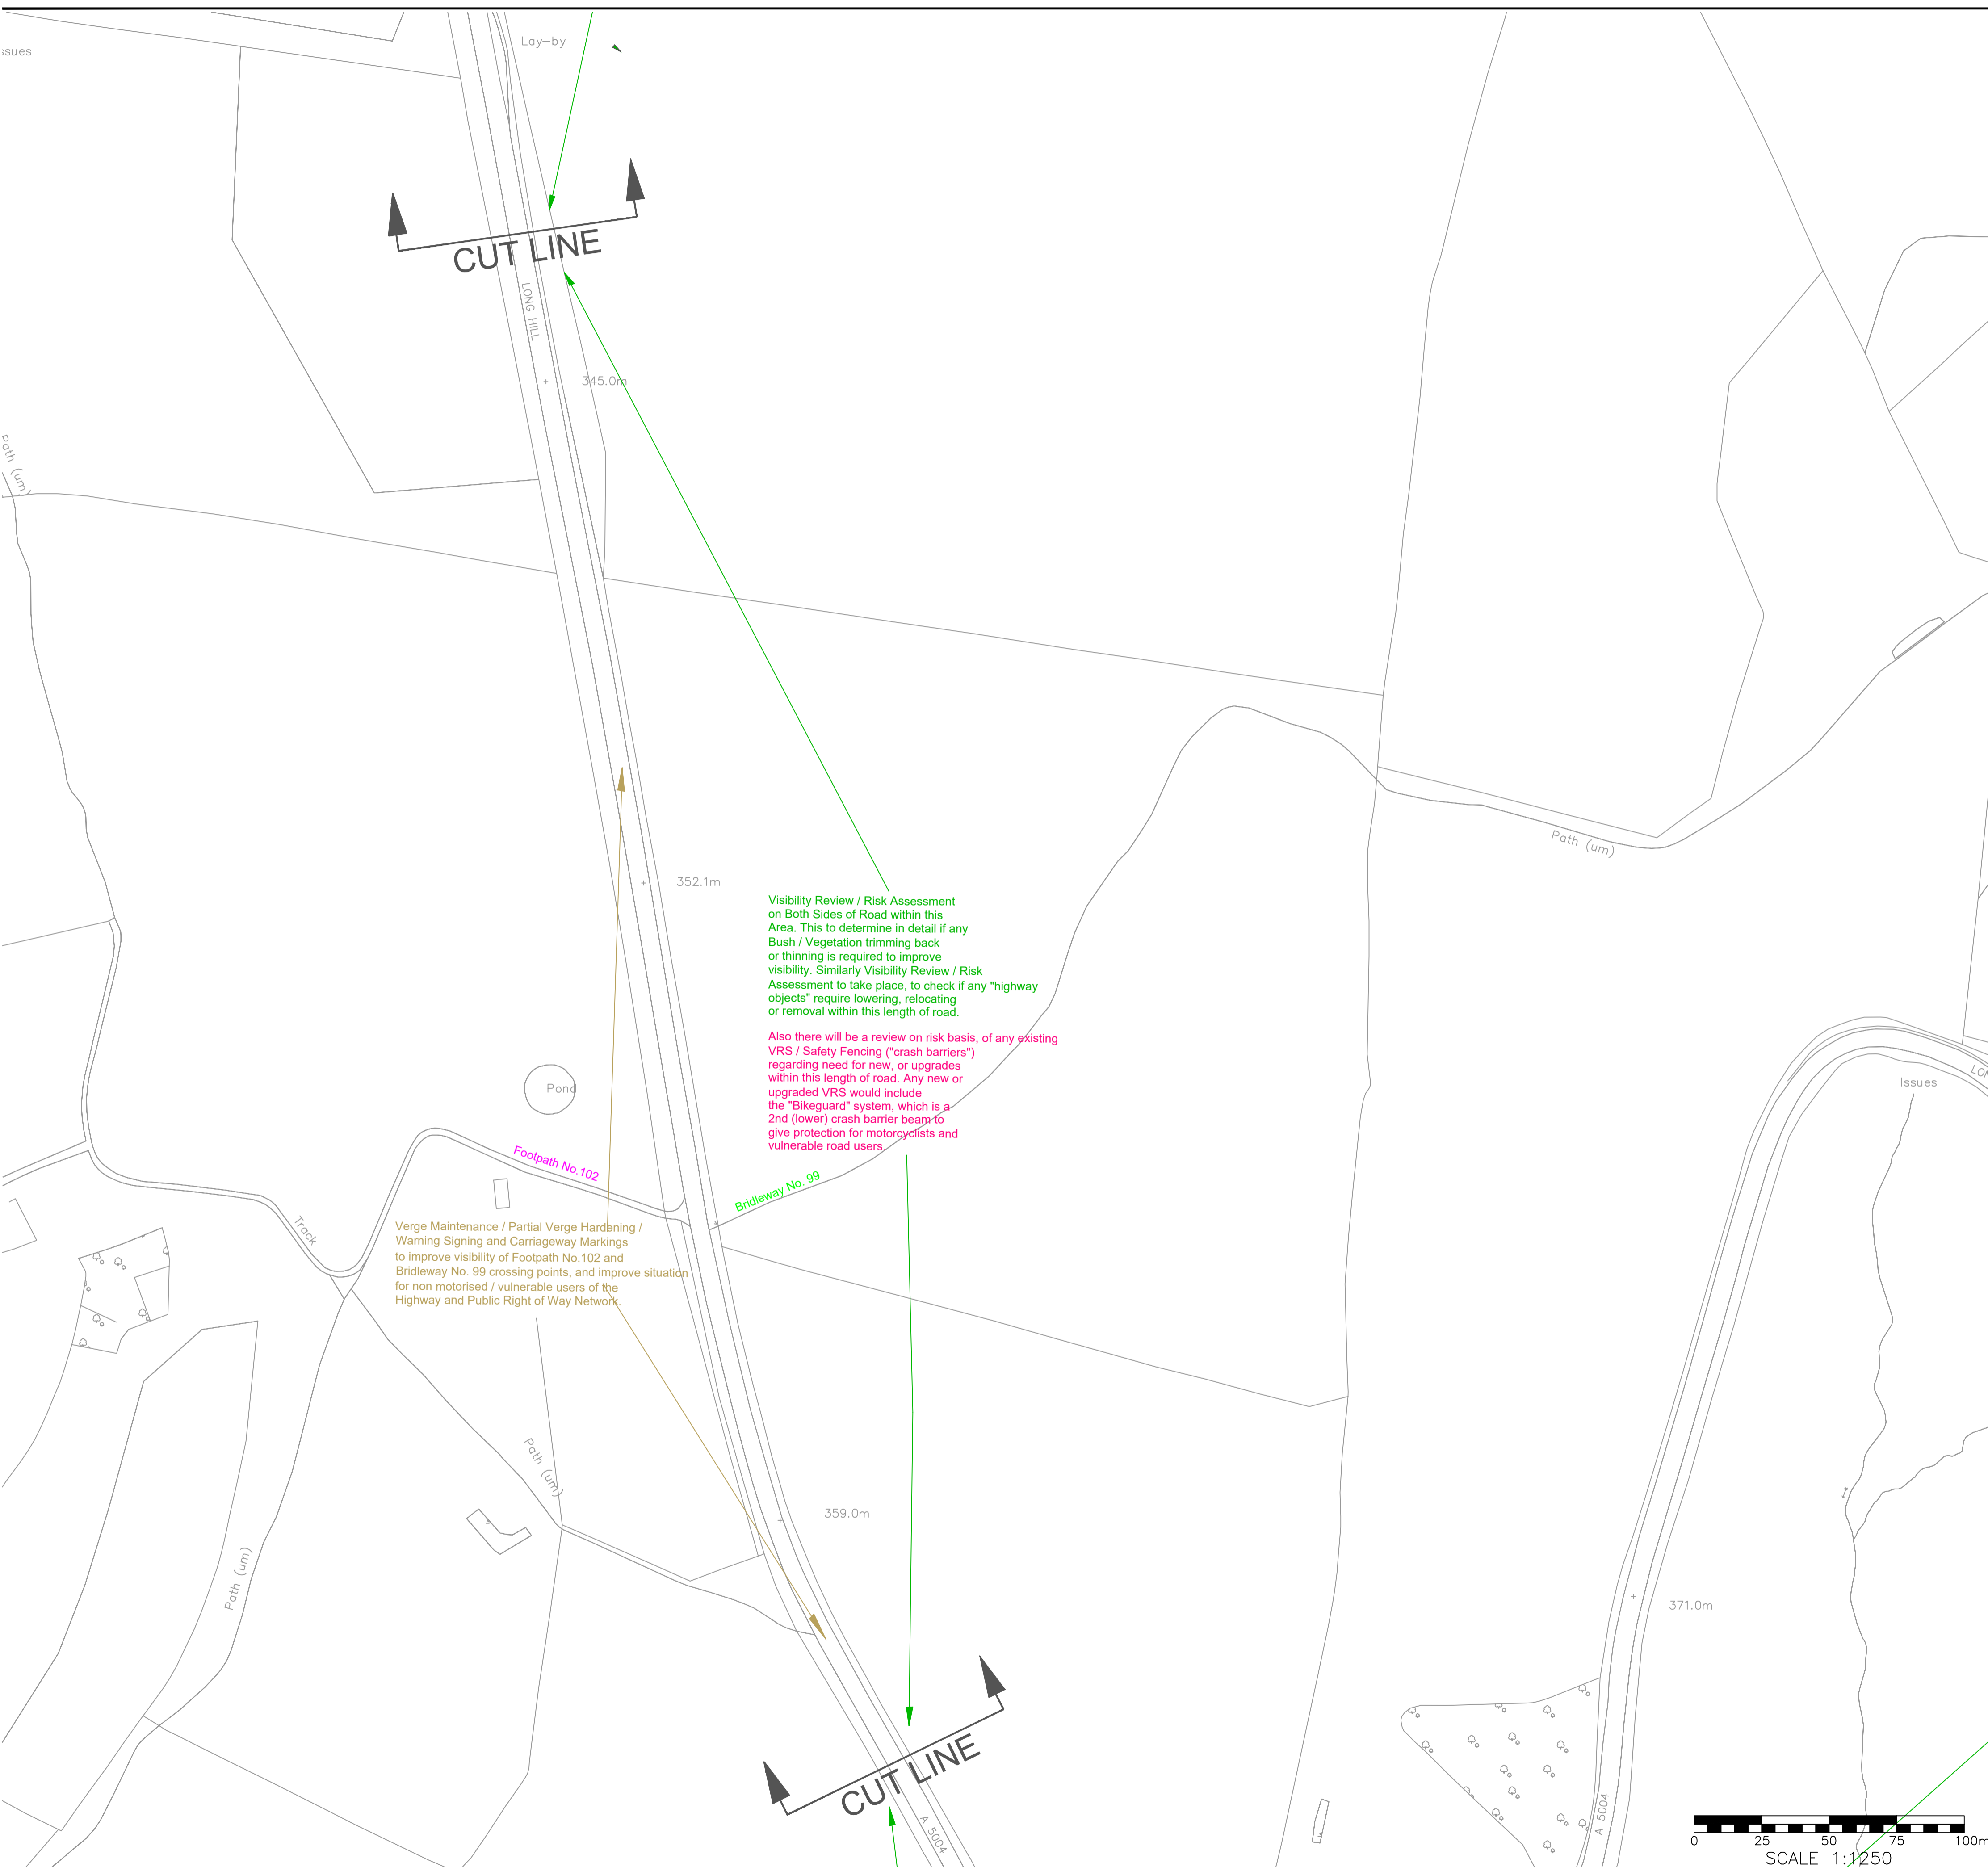 Lay-by
CUT LINE
LONG HILL
345.0m
Path (um)
352.1m
Path (um)
Visibility Review / Risk Assessment
on Both Sides of Road within this
Area. This to determine in detail if any
Bush / Vegetation trimming back
or thinning is required to improve
visibility. Similarly Visibility Review / Risk
Assessment to take place, to check if any "highway
objects" require lowering, relocating
or removal within this length of road.
Also there will be a review on risk basis, of any existing
VRS / Safety Fencing ("crash barriers")
regarding need for new, or upgrades
within this length of road. Any new or
upgraded VRS would include
the "Bikeguard" system, which is a
2nd (lower) crash barrier beam to
give protection for motorcyclists and
vulnerable road users.
Issues
Pond
Footpath No.102
Bridleway No. 99
Track
Verge Maintenance / Partial Verge Hardening /
Warning Signing and Carriageway Markings
to improve visibility of Footpath No.102 and
Bridleway No. 99 crossing points, and improve situation
for non motorised / vulnerable users of the
Highway and Public Right of Way Network.
Path (um)
359.0m
Path (um)
371.0m
CUT LINE
A 5004
A 5004
0 25 50 75 100m
SCALE 1:1250